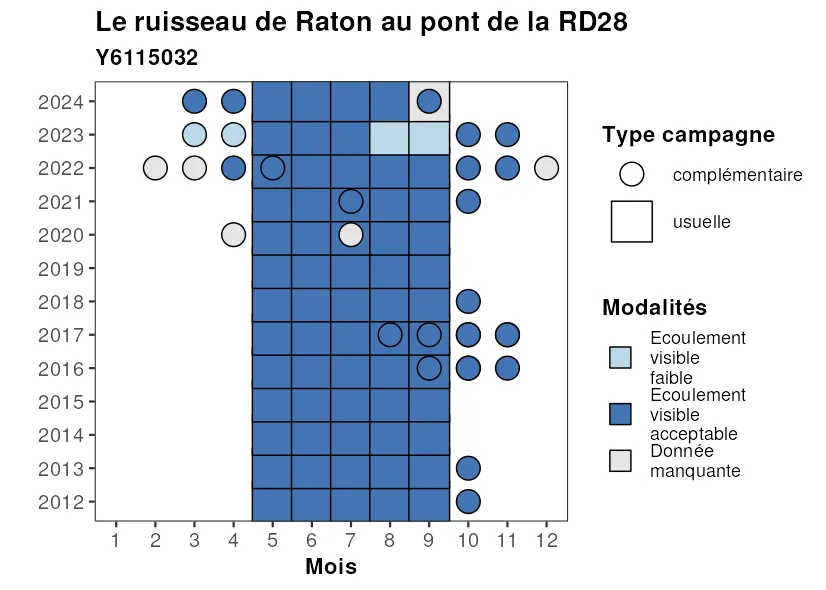 Le ruisseau de Raton au pont de la RD28
Y6115032
2024
2023
2022
2021
2020
2019
2018
2017
2016
2015
2014
2013
2012
1 2 3 4 5 6 7 8 9 10 11 12
Mois
Type campagne
complémentaire
usuelle
Modalités
Ecoulement
visible
faible
Ecoulement
visible
acceptable
Donnée
manquante